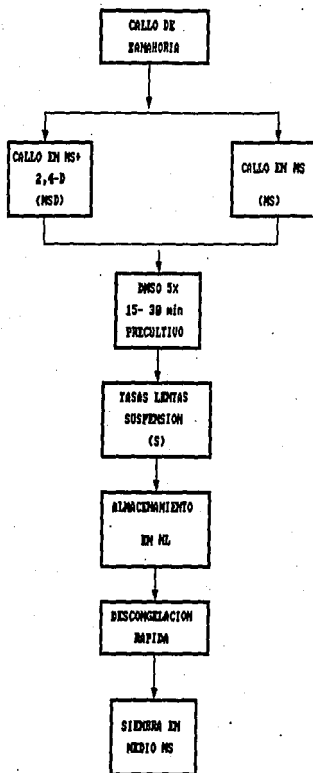 CALLO DE
ZANAHORIA
CALLO EN MS+
2,4-D
(MSD)
CALLO EN MS
(MS)
DMSO 5%
15- 30 min
PRECULTIVO
TASAS LENTAS
SUSPENSION
(S)
ALMACENAMIENTO
EN NL
DESCONGELACION
RAPIDA
SIEMBRA EN
MEDIO MS